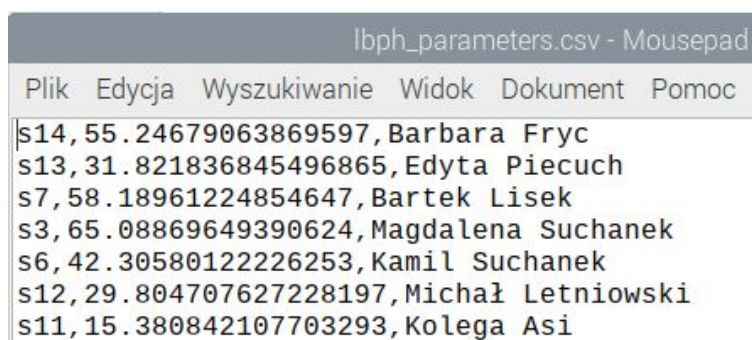 lbph_parameters.csv - Mousepad
Plik Edycja Wyszukiwanie Widok Dokument Pomoc
s14,55.24679063869597,Barbara Fryc
s13,31.821836845496865,Edyta Piecuch
s7,58.18961224854647,Bartek Lisek
s3,65.08869649390624,Magdalena Suchanek
s6,42.30580122226253,Kamil Suchanek
s12,29.804707627228197,Michał Letniowski
s11,15.380842107703293,Kolega Asi